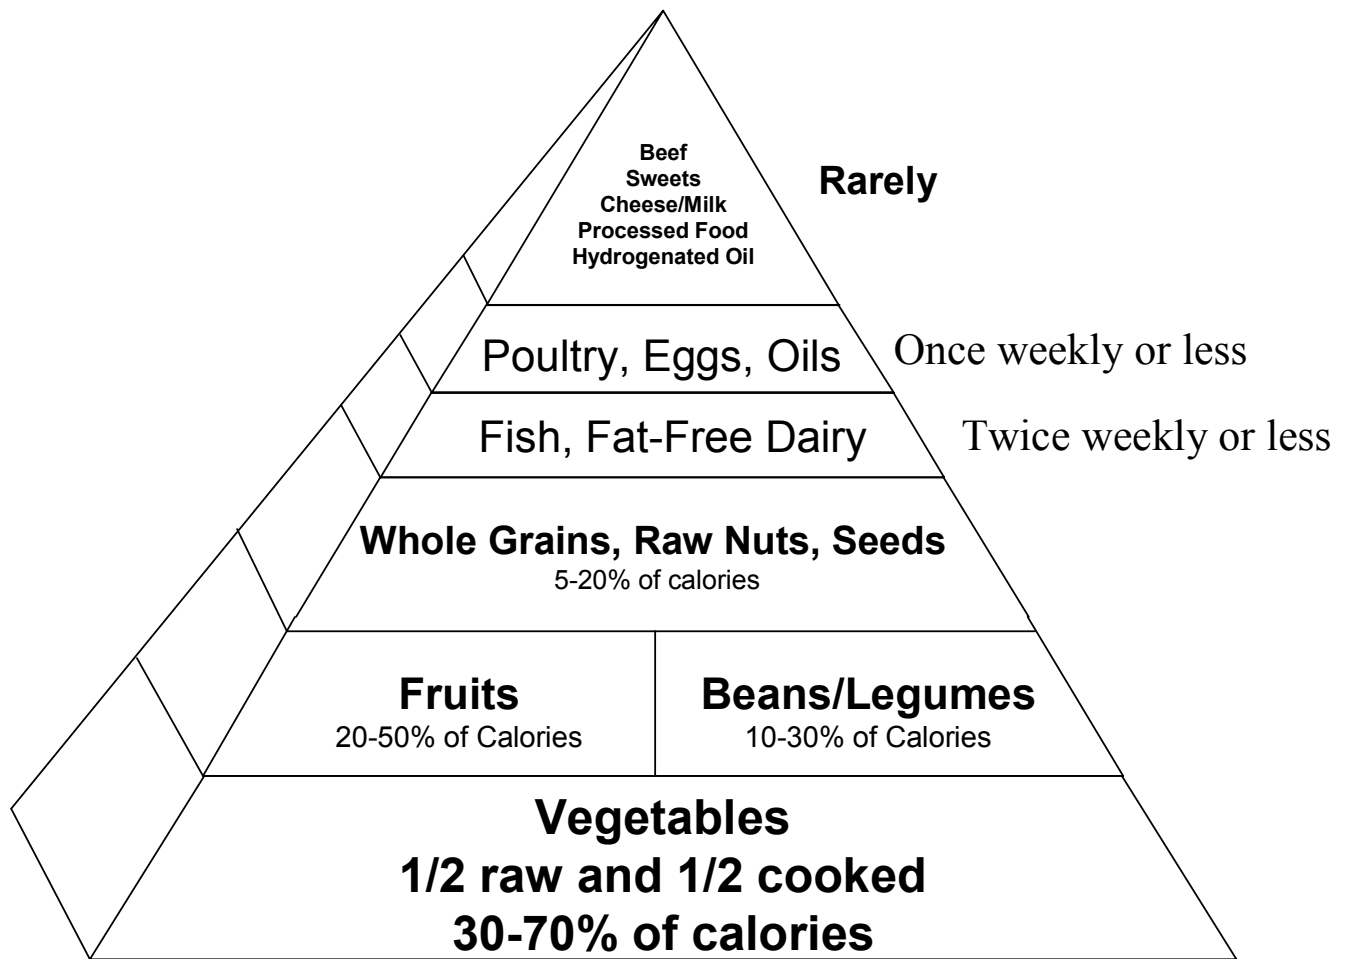 Beef
Sweets
Cheese/Milk
Processed Food
Hydrogenated Oil
Rarely
Poultry, Eggs, Oils
Once weekly or less
Fish, Fat-Free Dairy
Twice weekly or less
Whole Grains, Raw Nuts, Seeds
5-20% of calories
Fruits
20-50% of Calories
Beans/Legumes
10-30% of Calories
Vegetables
1/2 raw and 1/2 cooked
30-70% of calories